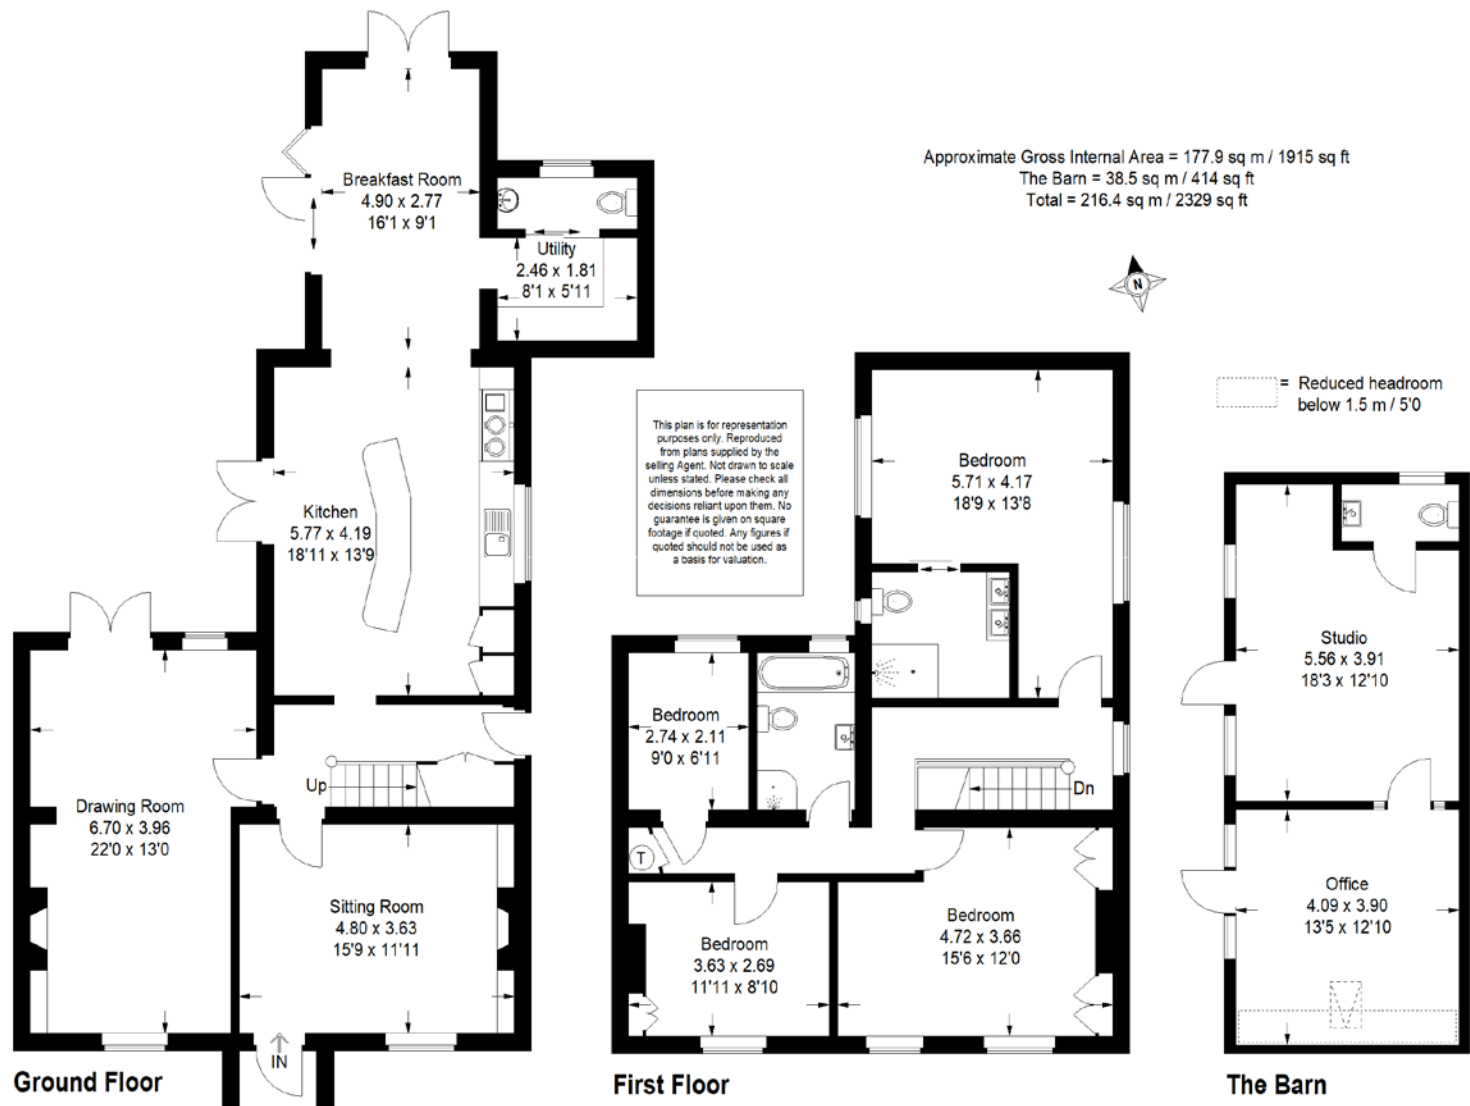 Breakfast Room
4.90 x 2.77
16'1 x 9'1
Utility
2.46 x 1.81
8'1 x 5'11
Kitchen
5.77 x 4.19
18'11 x 13'9
Up
Drawing Room
6.70 x 3.96
22'0 x 13'0
Sitting Room
4.80 x 3.63
15'9 x 11'11
IN
Ground Floor
Approximate Gross Internal Area = 177.9 sq m / 1915 sq ft
The Barn = 38.5 sq m / 414 sq ft
Total = 216.4 sq m / 2329 sq ft
N
= Reduced headroom
below 1.5 m / 5'0
This plan is for representation
purposes only. Reproduced
from plans supplied by the
selling Agent. Not drawn to scale
unless stated. Please check all
dimensions before making any
decisions reliant upon them. No
guarantee is given on square
footage if quoted. Any figures if
quoted should not be used as
a basis for valuation.
Bedroom
5.71 x 4.17
18'9 x 13'8
Bedroom
2.74 x 2.11
9'0 x 6'11
Dn
T
Bedroom
3.63 x 2.69
11'11 x 8'10
Bedroom
4.72 x 3.66
15'6 x 12'0
First Floor
Studio
5.56 x 3.91
18'3 x 12'10
Office
4.09 x 3.90
13'5 x 12'10
The Barn